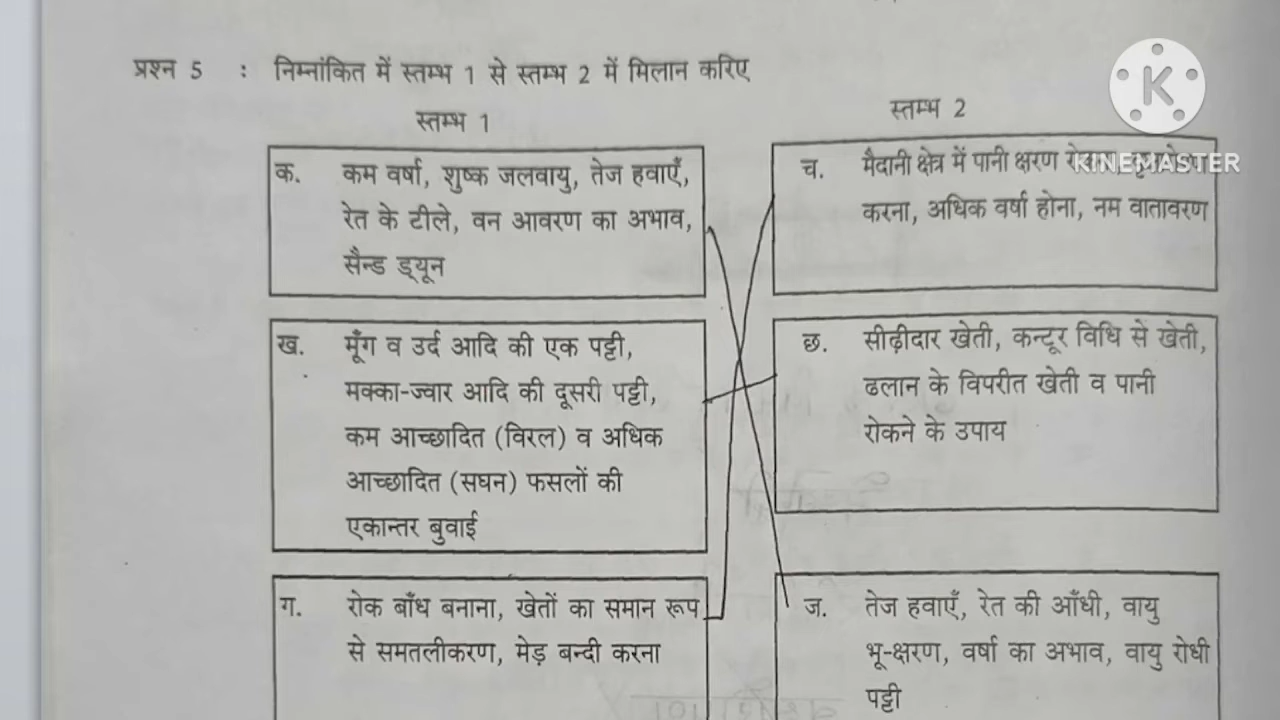 प्रश्न 5 : निम्नांकित में स्तम्भ 1 से स्तम्भ 2 में मिलान करिए
स्तम्भ 1
क. कम वर्षा, शुष्क जलवायु, तेज हवाएँ,
रेत के टीले, वन आवरण का अभाव,
सैन्ड ड्यून
ख. मूँग व उर्द आदि की एक पट्टी,
मक्का-ज्वार आदि की दूसरी पट्टी,
कम आच्छादित (विरल) व अधिक
आच्छादित (सघन) फसलों की
एकान्तर बुवाई
ग. रोक बाँध बनाना, खेतों का समान रूप
से समतलीकरण, मेड़ बन्दी करना
स्तम्भ 2
च. मैदानी क्षेत्र में पानी क्षरण
करना, अधिक वर्षा होना, नम वातावरण
छ. सीढ़ीदार खेती, कन्टूर विधि से खेती,
ढलान के विपरीत खेती व पानी
रोकने के उपाय
ज. तेज हवाएँ, रेत की आँधी, वायु
भू-क्षरण, वर्षा का अभाव, वायु रोधी
पट्टी
K
KINEMASTER